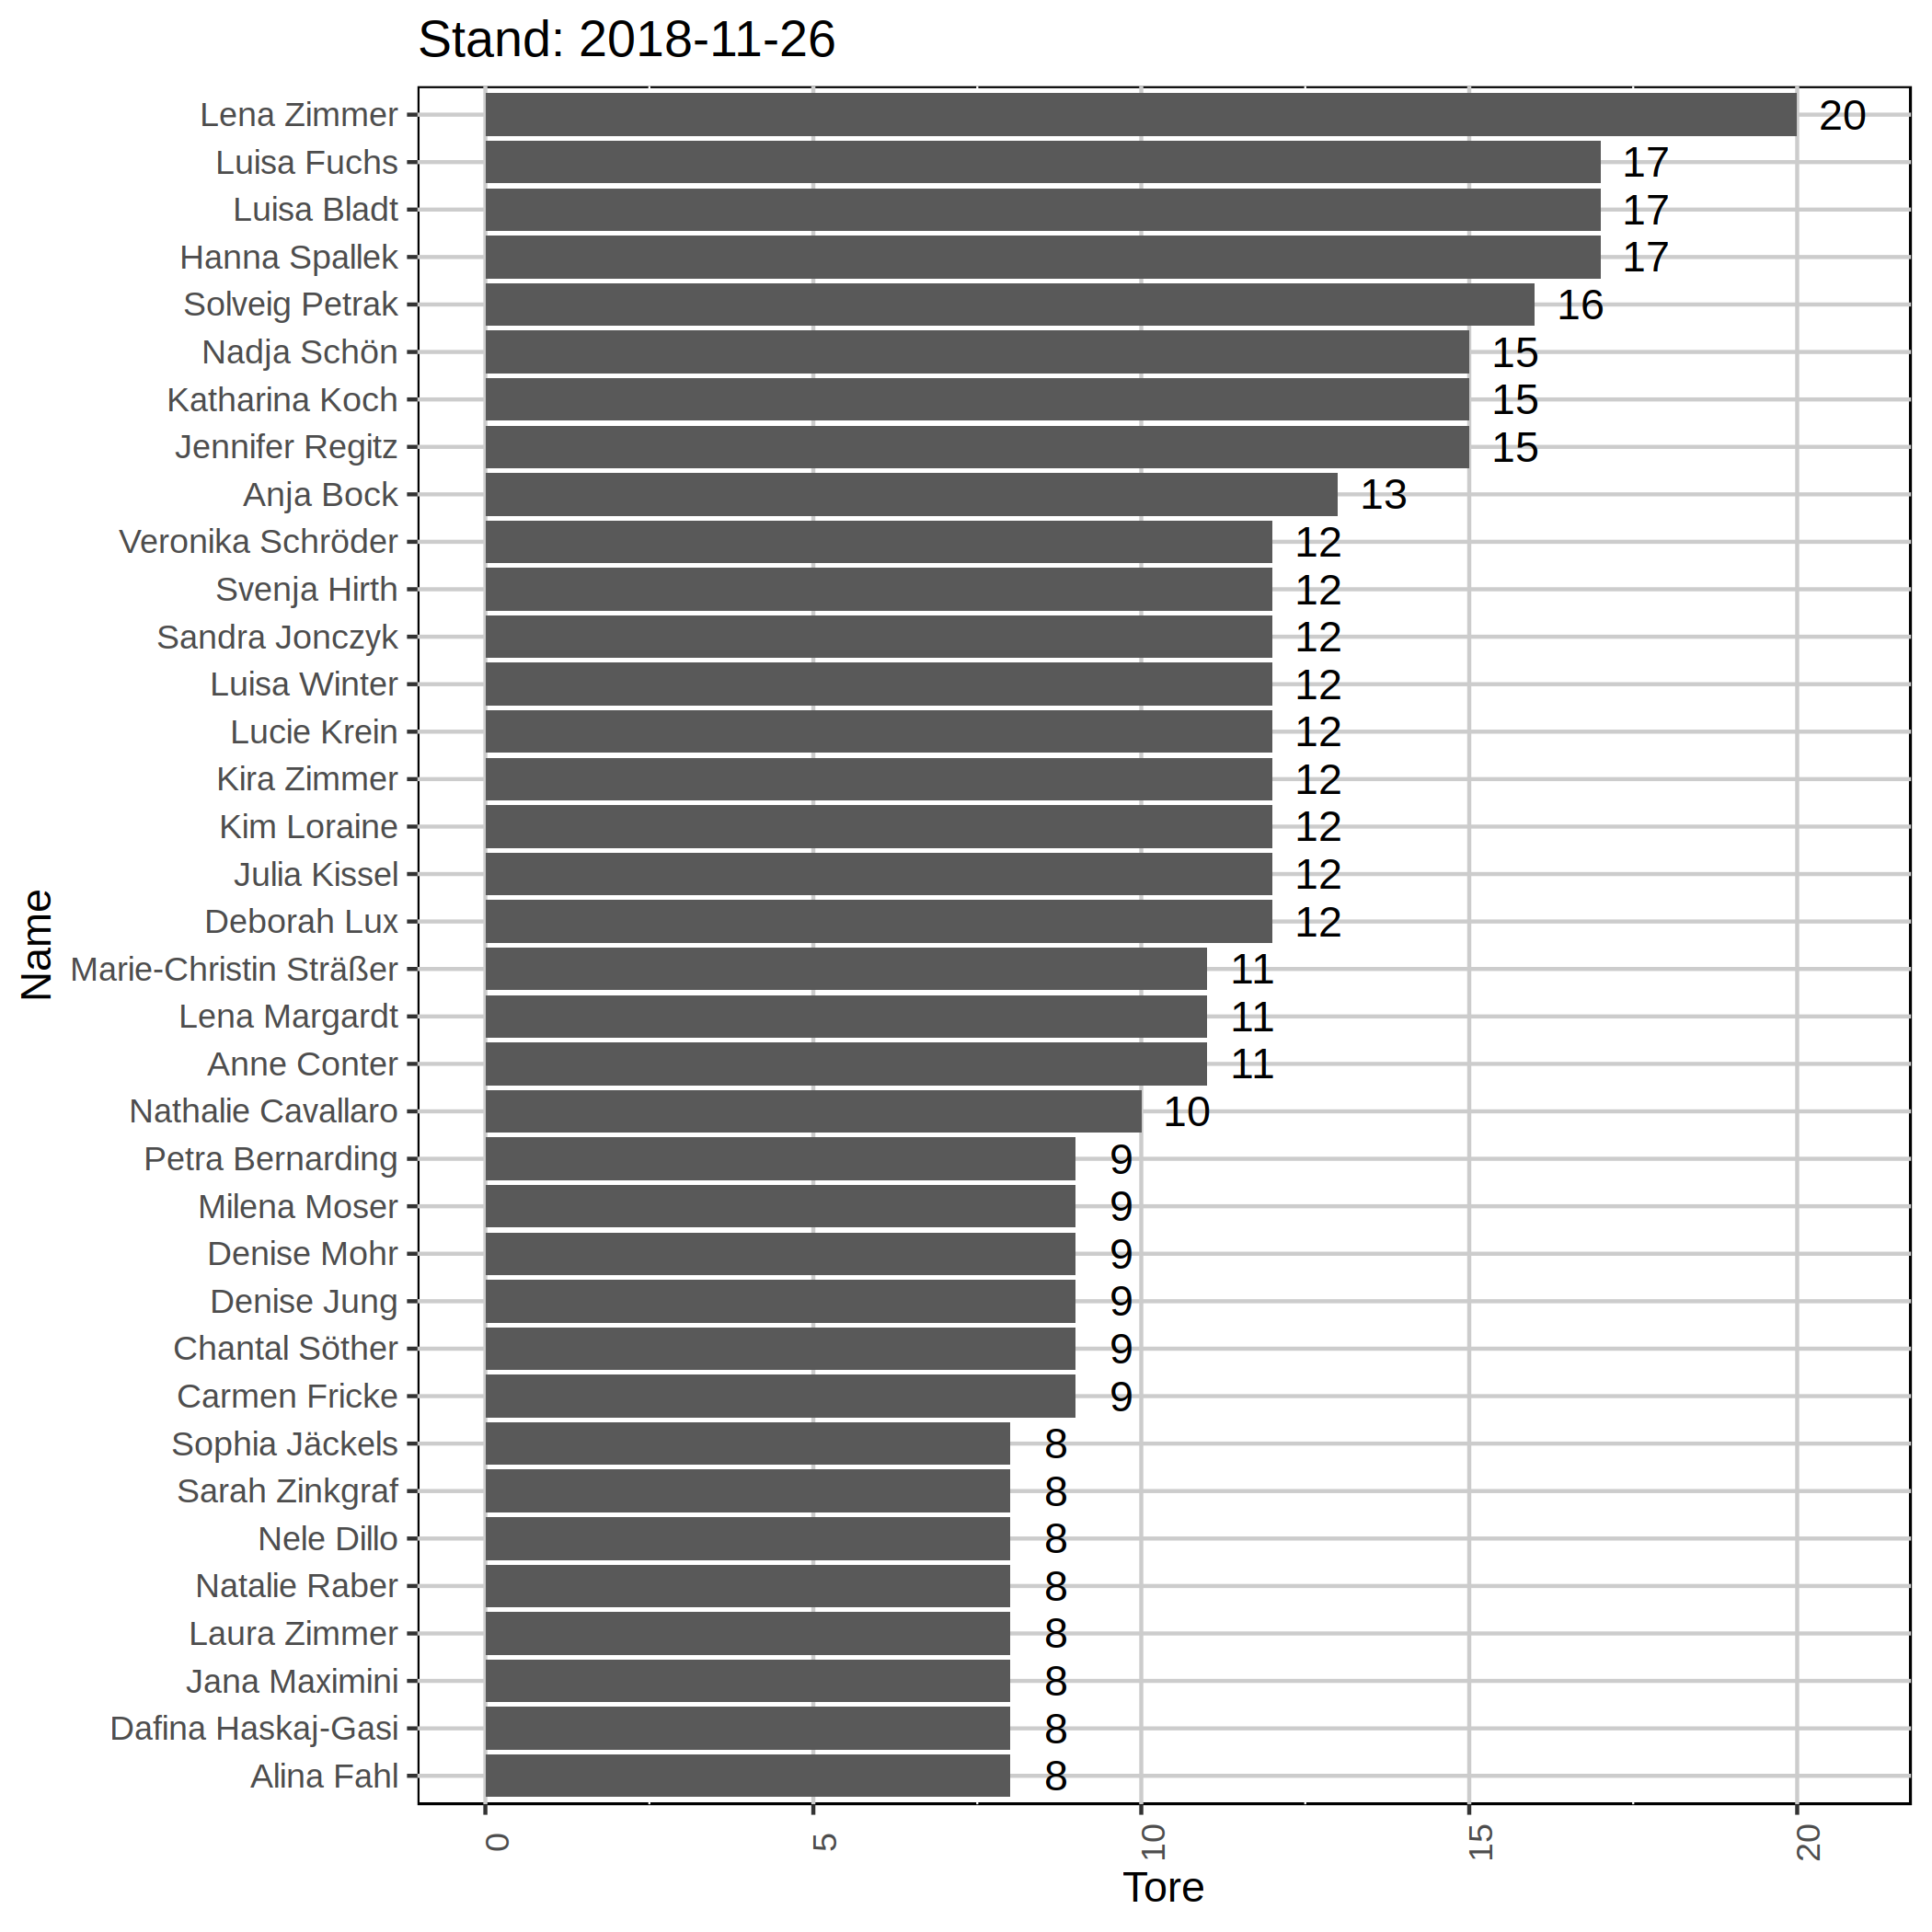 Stand: 2018-11-26
Lena Zimmer 20
Luisa Fuchs 17
Luisa Bladt 17
Hanna Spallek 17
Solveig Petrak 16
Nadja Schön 15
Katharina Koch 15
Jennifer Regitz 15
Anja Bock 13
Veronika Schröder 12
Svenja Hirth 12
Sandra Jonczyk 12
Luisa Winter 12
Lucie Krein 12
Kira Zimmer 12
Kim Loraine 12
Julia Kissel 12
Deborah Lux 12
Marie-Christin Sträßer 11
Lena Margardt 11
Anne Conter 11
Nathalie Cavallaro 10
Petra Bernarding 9
Milena Moser 9
Denise Mohr 9
Denise Jung 9
Chantal Söther 9
Carmen Fricke 9
Sophia Jäckels 8
Sarah Zinkgraf 8
Nele Dillo 8
Natalie Raber 8
Laura Zimmer 8
Jana Maximini 8
Dafina Haskaj-Gasi 8
Alina Fahl 8
Name
0 5 10 15 20
Tore